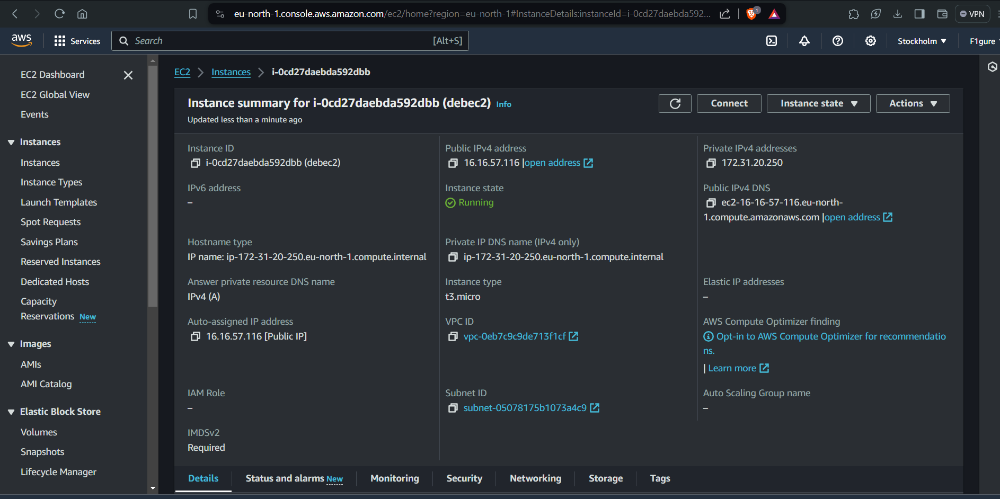 eu-north-1.console.aws.amazon.com/ec2/home?region=eu-north-1#InstanceDetails:instanceId=i-0cd27daebda592...
1
VPN
aws
Services
Search
[Alt+S]
Stockholm
F1gure
EC2 Dashboard
EC2 Global View
Events
Instances
Instances
Instance Types
Launch Templates
Spot Requests
Savings Plans
Reserved Instances
Dedicated Hosts
Capacity
Reservations New
Images
AMIs
AMI Catalog
Elastic Block Store
Volumes
Snapshots
Lifecycle Manager
EC2 > Instances > i-0cd27daebda592dbb
Instance summary for i-0cd27daebda592dbb (debec2) Info
Updated less than a minute ago
Connect
Instance state
Actions
Instance ID
i-0cd27daebda592dbb (debec2)
Public IPv4 address
16.16.57.116 |open address
Private IPv4 addresses
172.31.20.250
IPv6 address
–
Instance state
Running
Public IPv4 DNS
ec2-16-16-57-116.eu-north-
1.compute.amazonaws.com |open address
Hostname type
IP name: ip-172-31-20-250.eu-north-1.compute.internal
Private IP DNS name (IPv4 only)
ip-172-31-20-250.eu-north-1.compute.internal
Answer private resource DNS name
IPv4 (A)
Instance type
t3.micro
Elastic IP addresses
–
Auto-assigned IP address
16.16.57.116 [Public IP]
VPC ID
vpc-0eb7c9c9de713f1cf
AWS Compute Optimizer finding
Opt-in to AWS Compute Optimizer for recommendatio
ns.
| Learn more
IAM Role
–
Subnet ID
subnet-05078175b1073a4c9
Auto Scaling Group name
–
IMDSv2
Required
Details
Status and alarms New
Monitoring
Security
Networking
Storage
Tags